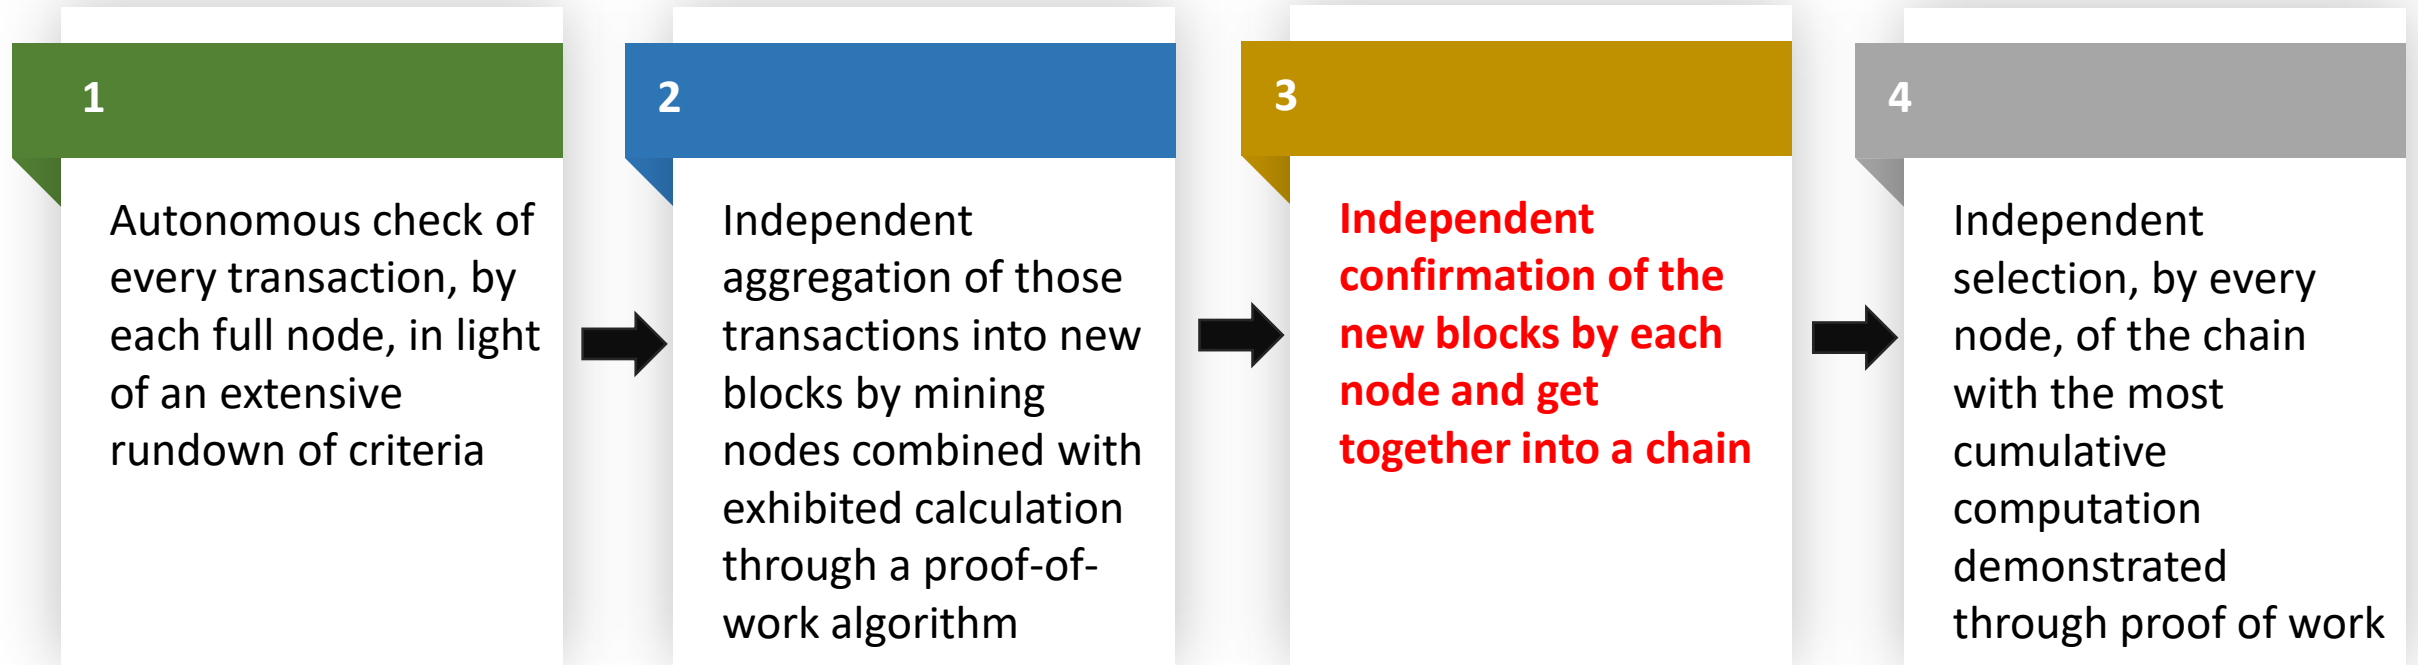 1
Autonomous check of
every transaction, by
each full node, in light
of an extensive
rundown of criteria
2
Independent
aggregation of those
transactions into new
blocks by mining
nodes combined with
exhibited calculation
through a proof-of-
work algorithm
3
Independent
confirmation of the
new blocks by each
node and get
together into a chain
4
Independent
selection, by every
node, of the chain
with the most
cumulative
computation
demonstrated
through proof of work